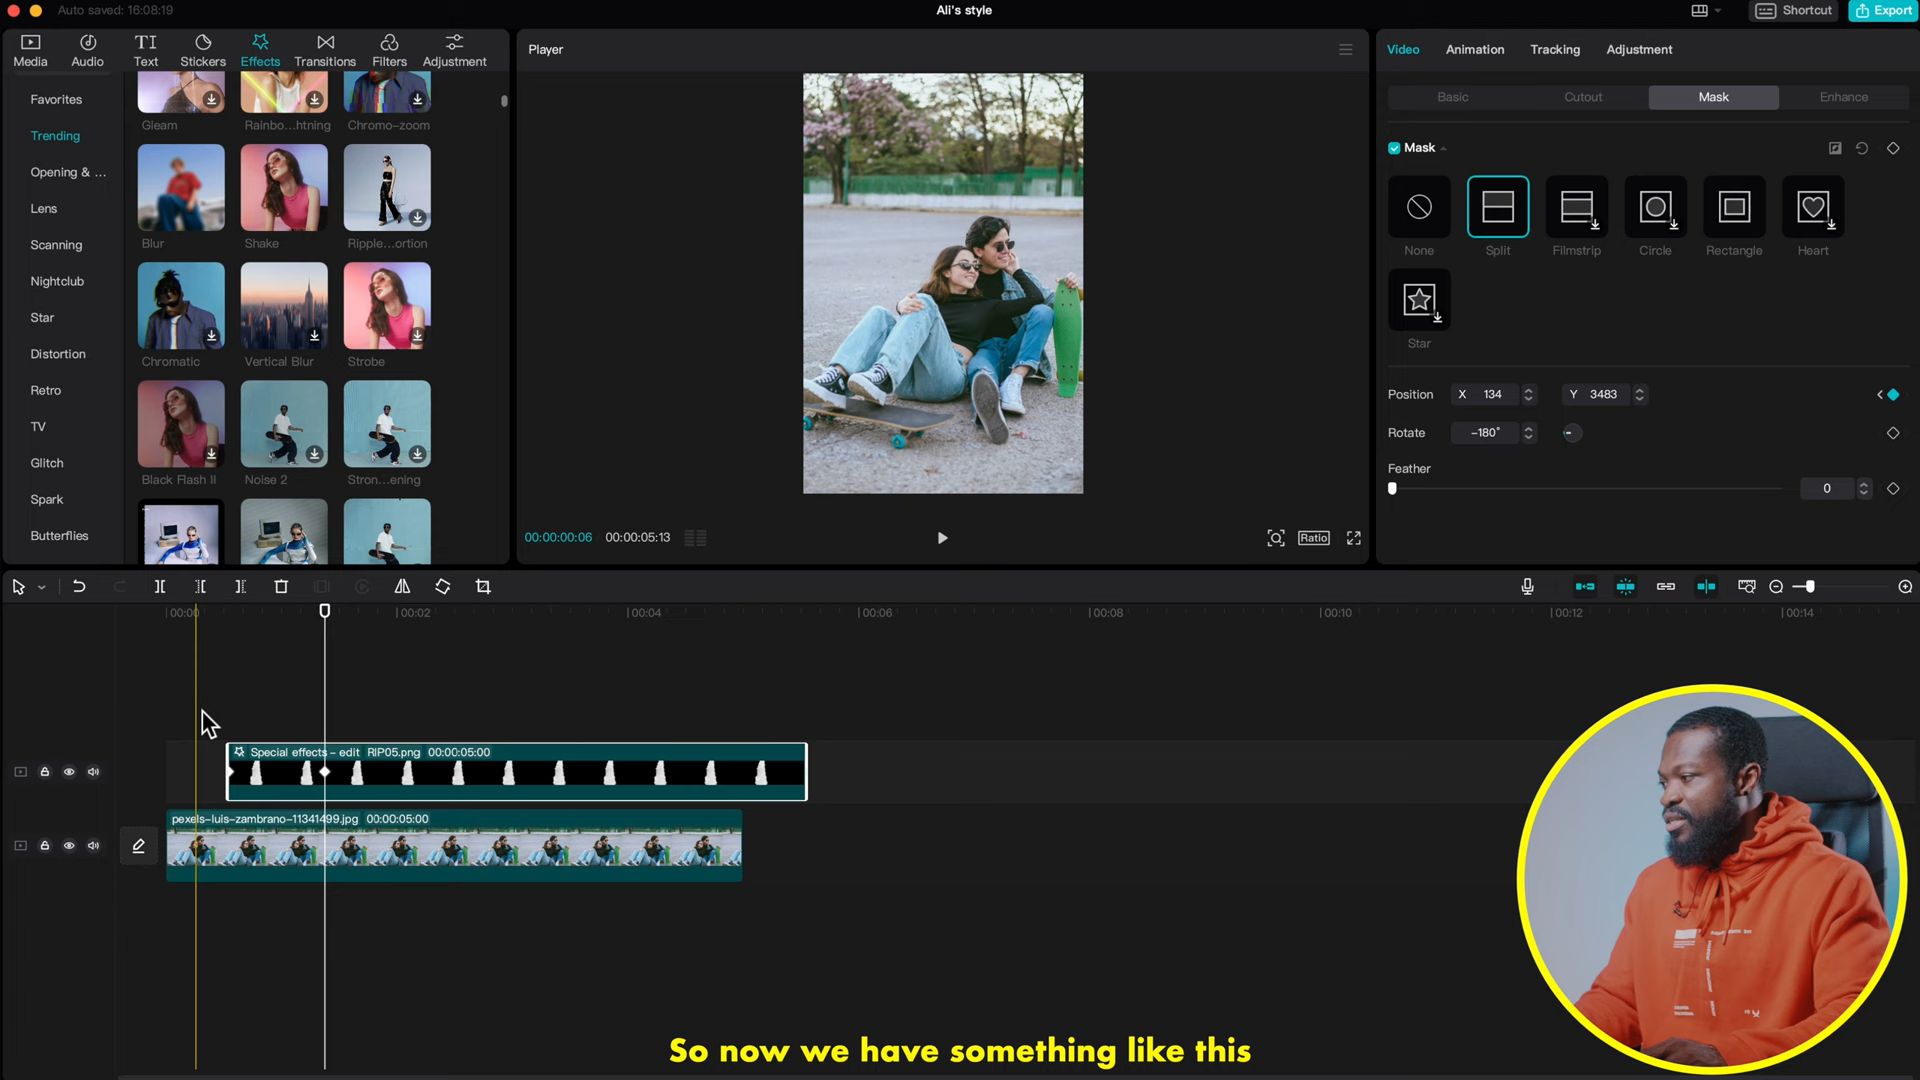 Auto saved: 16:08:19
Ali's style
Shortcut
Export
Media
Audio
TI
Text
Stickers
Effects
Transitions
Filters
Adjustment
Favorites
Trending
Opening & ...
Lens
Scanning
Nightclub
Star
Distortion
Retro
TV
Glitch
Spark
Butterflies
Gleam
Rainbo...htning
Chromo-zoom
Blur
Shake
Ripple...ortion
Chromatic
Vertical Blur
Strobe
Black Flash II
Noise 2
Stron...ening
Player
00:00:00:06
00:00:05:13
Ratio
Video
Animation
Tracking
Adjustment
Basic
Cutout
Mask
Enhance
Mask
None
Split
Filmstrip
Circle
Rectangle
Heart
Star
Position
X 134
Y 3483
Rotate
-180°
Feather
0
00:00
00:02
00:04
00:06
00:08
00:10
00:12
00:14
Special effects – edit RIP05.png 00:00:05:00
pexels-luis-zambrano-11341499.jpg 00:00:05:00
So now we have something like this